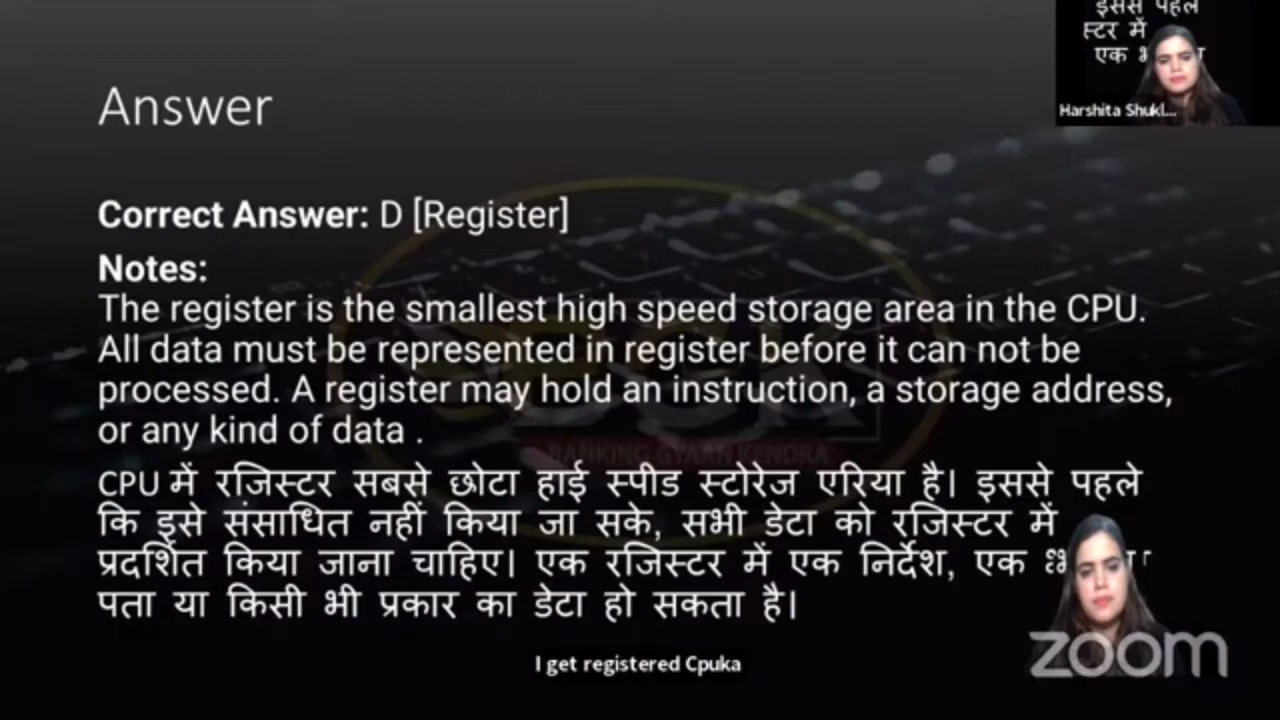 इससे पहले
स्टर में
एक
Harshita Shukl...
Answer
Correct Answer: D [Register]
Notes:
The register is the smallest high speed storage area in the CPU.
All data must be represented in register before it can not be
processed. A register may hold an instruction, a storage address,
or any kind of data .
BANKING GYAAN KENDRA
CPU में रजिस्टर सबसे छोटा हाई स्पीड स्टोरेज एरिया है। इससे पहले
कि इसे संसाधित नहीं किया जा सके, सभी डेटा को रजिस्टर में
प्रदर्शित किया जाना चाहिए। एक रजिस्टर में एक निर्देश, एक
पता या किसी भी प्रकार का डेटा हो सकता है।
zoom
I get registered Cpuka